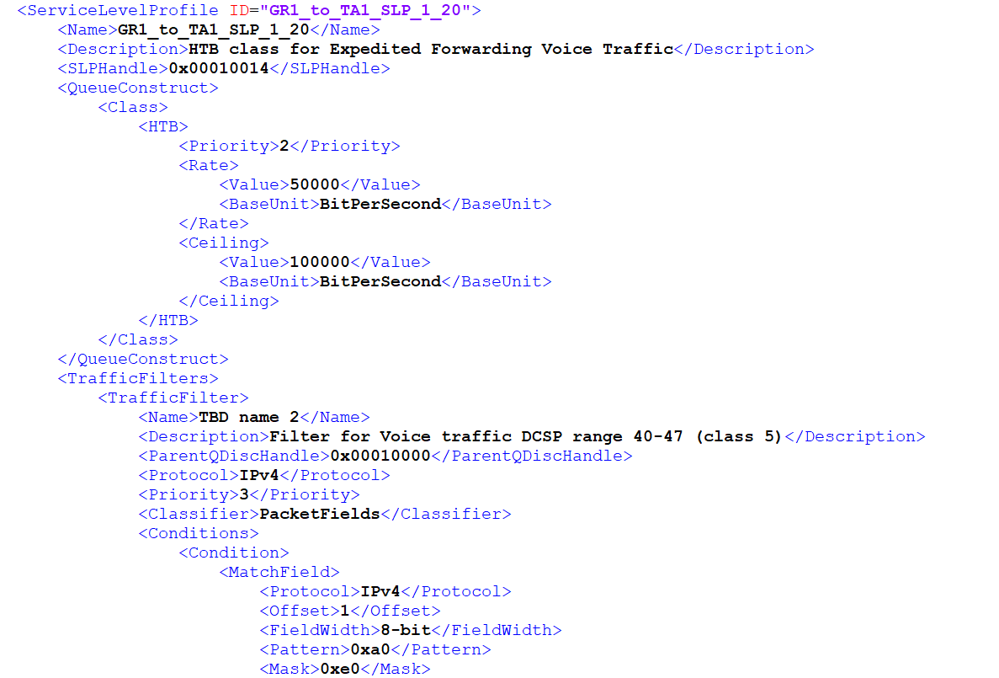 <ServiceLevelProfile ID="GR1_to_TA1_SLP_1_20">
<Name>GR1_to_TA1_SLP_1_20</Name>
<Description>HTB class for Expedited Forwarding Voice Traffic</Description>
<SLPHandle>0x00010014</SLPHandle>
<QueueConstruct>
<Class>
<HTB>
<Priority>2</Priority>
<Rate>
<Value>50000</Value>
<BaseUnit>BitPerSecond</BaseUnit>
</Rate>
<Ceiling>
<Value>100000</Value>
<BaseUnit>BitPerSecond</BaseUnit>
</Ceiling>
</HTB>
</Class>
</QueueConstruct>
<TrafficFilters>
<TrafficFilter>
<Name>TBD name 2</Name>
<Description>Filter for Voice traffic DCSP range 40-47 (class 5)</Description>
<ParentQDiscHandle>0x00010000</ParentQDiscHandle>
<Protocol>IPv4</Protocol>
<Priority>3</Priority>
<Classifier>PacketFields</Classifier>
<Conditions>
<Condition>
<MatchField>
<Protocol>IPv4</Protocol>
<Offset>1</Offset>
<FieldWidth>8-bit</FieldWidth>
<Pattern>0xa0</Pattern>
<Mask>0xe0</Mask>